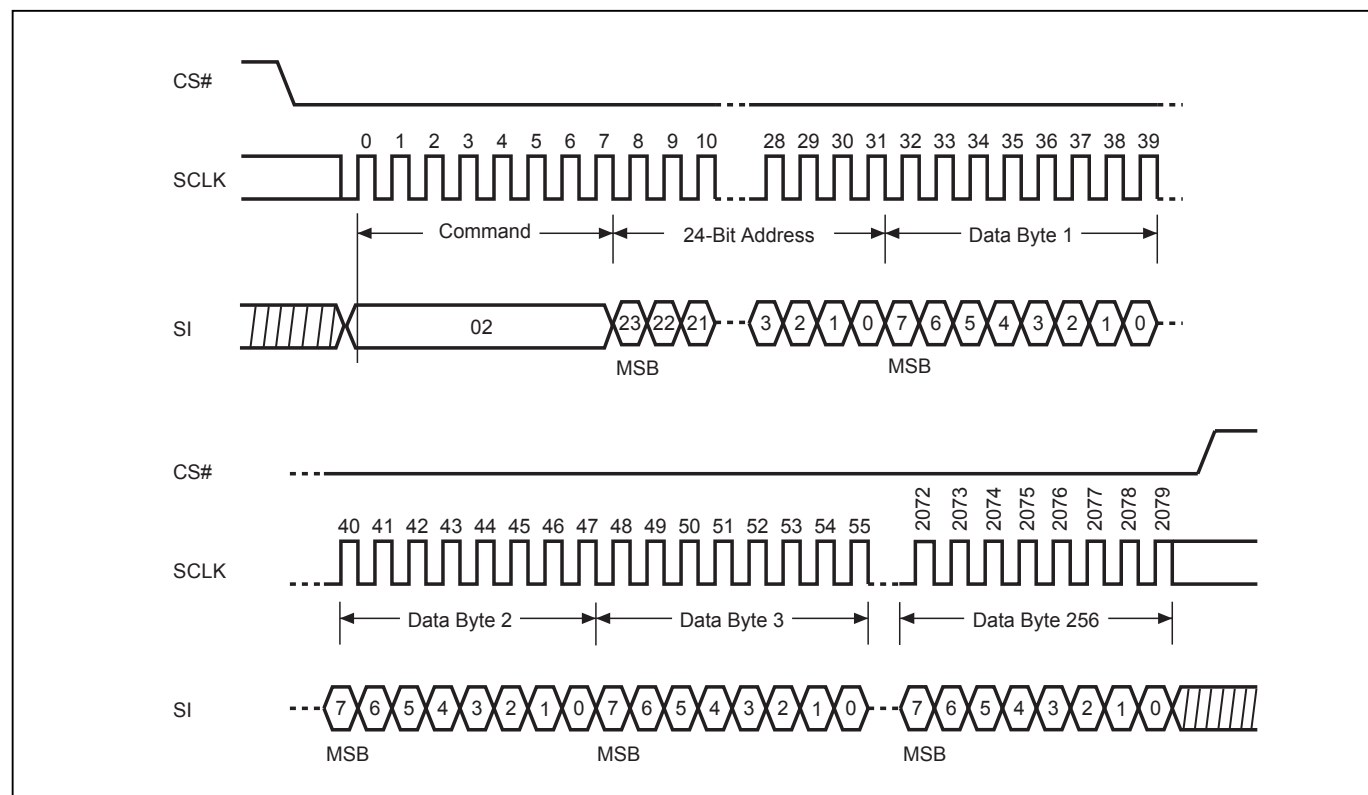 CS#
0 1 2 3 4 5 6 7 8 9 10 28 29 30 31 32 33 34 35 36 37 38 39
SCLK
Command 24-Bit Address Data Byte 1
SI 02 23 22 21 3 2 1 0 7 6 5 4 3 2 1 0
MSB MSB
CS#
40 41 42 43 44 45 46 47 48 49 50 51 52 53 54 55 2072 2073 2074 2075 2076 2077 2078 2079
SCLK
Data Byte 2 Data Byte 3 Data Byte 256
SI 7 6 5 4 3 2 1 0 7 6 5 4 3 2 1 0 7 6 5 4 3 2 1 0
MSB MSB MSB